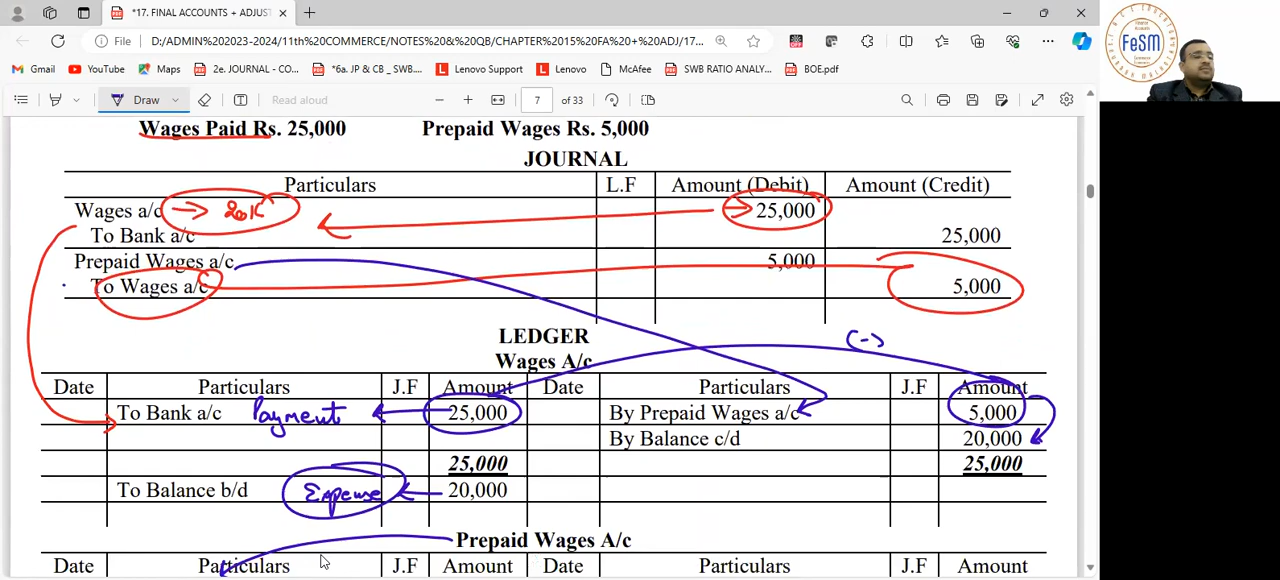 *17. FINAL ACCOUNTS + ADJUST
File D:/ADMIN%202023-2024/11th%20COMMERCE/NOTES%20&%20QB/CHAPTER%2015%20FA%20+%20ADJ/17...
Gmail YouTube Maps 2e. JOURNAL - CO... *6a. JP & CB _ SWB.... Lenovo Support Lenovo McAfee SWB RATIO ANALY... BOE.pdf
Draw Read aloud 7 of 33
FeSM
Wages Paid Rs. 25,000 Prepaid Wages Rs. 5,000
JOURNAL
Particulars L.F Amount (Debit) Amount (Credit)
Wages a/c → 20K 25,000
To Bank a/c 25,000
Prepaid Wages a/c 5,000
To Wages a/c 5,000
LEDGER
(-)
Wages A/c
Date Particulars J.F Amount Date Particulars J.F Amount
To Bank a/c Payment 25,000 By Prepaid Wages a/c 5,000
By Balance c/d 20,000
25,000 25,000
To Balance b/d Expense 20,000
Prepaid Wages A/c
Date Particulars J.F Amount Date Particulars J.F Amount